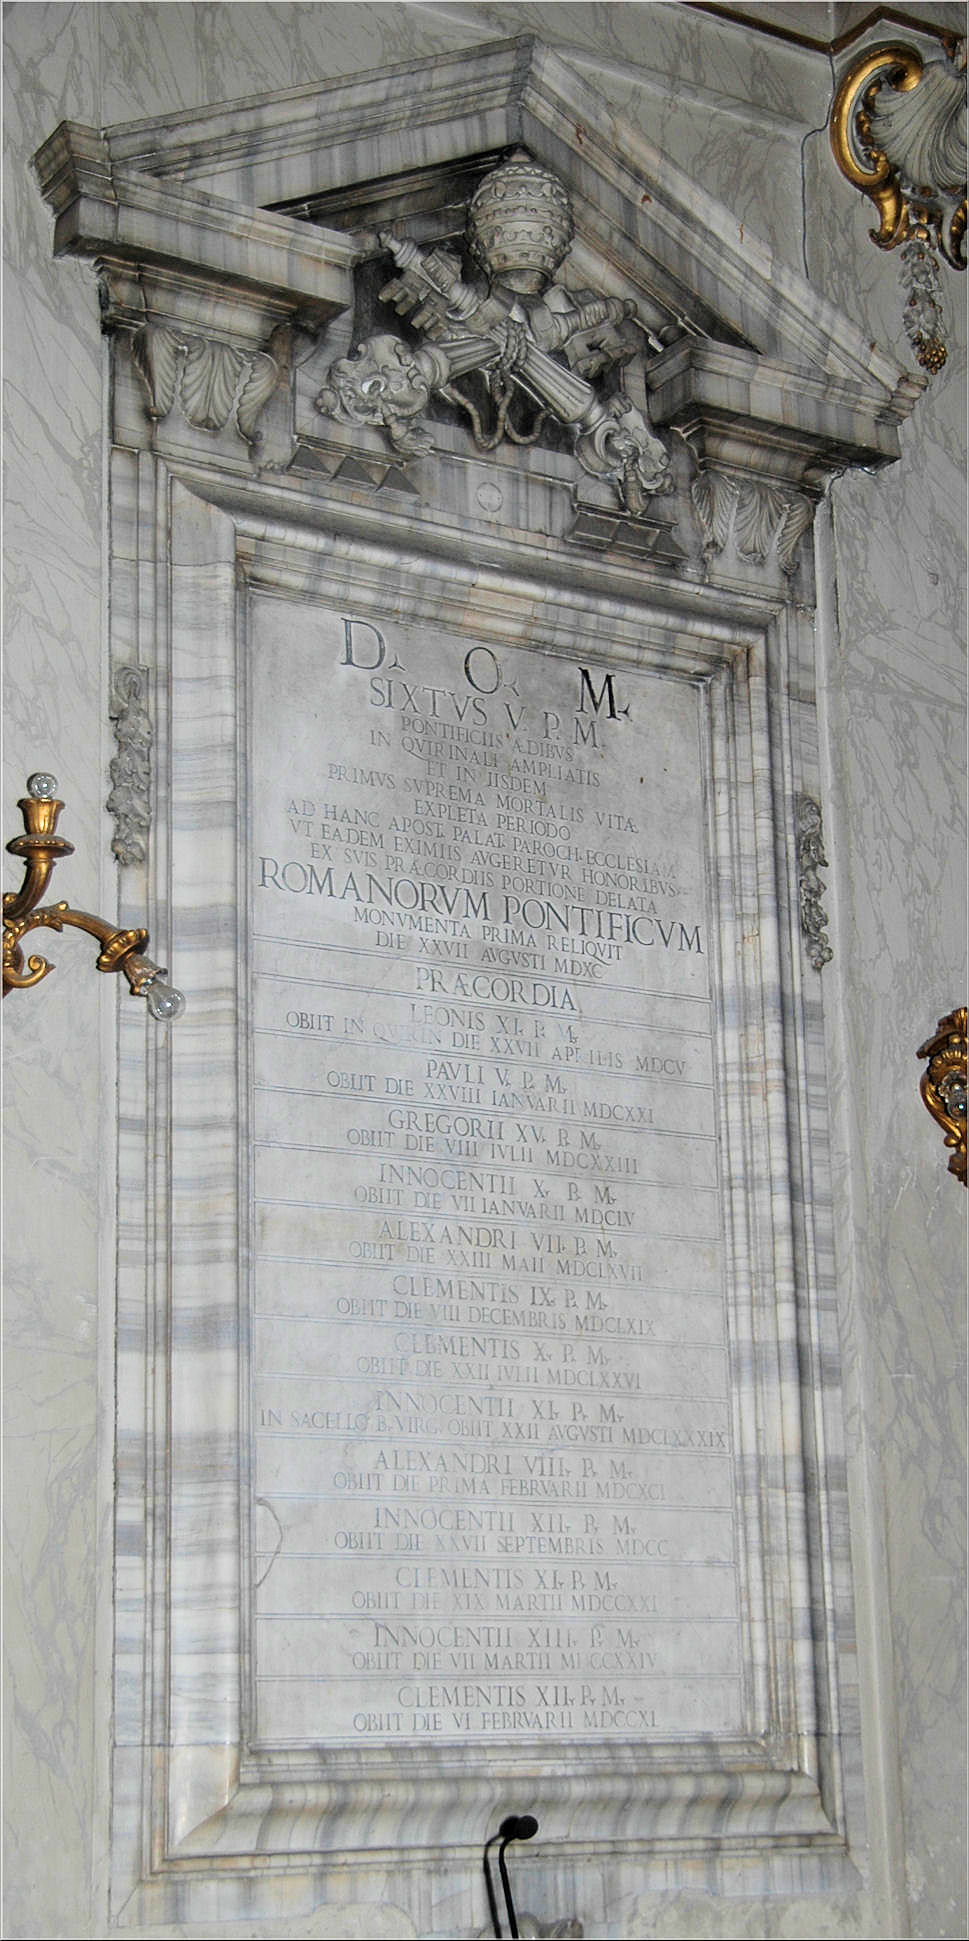 D. O. M.
SIXTVS V. P. M.
PONTIFICIIS ÆDIBVS
IN QVIRINALI AMPLIATIS
ET IN IISDEM
PRIMVS SVPREMA MORTALIS VITÆ
EXPLETA PERIODO
AD HANC APOST. PALAT. PAROCH. ECCLESIAM
VT EADEM EXIMIIS AVGERETVR HONORIBVS
EX SVIS PRÆCORDIIS PORTIONE DELATA
ROMANORVM PONTIFICVM
MONVMENTA PRIMA RELIQVIT
DIE XXVII AVGVSTI MDXC
PRÆCORDIA
LEONIS XI. P. M.
OBIIT IN QVIRIN DIE XXVII APRILIS MDCV
PAVLI V. P. M.
OBIIT DIE XXVIII IANVARII MDCXXI
GREGORII XV. P. M.
OBIIT DIE VIII IVLII MDCXXIII
INNOCENTII X. P. M.
OBIIT DIE VII IANVARII MDCLV
ALEXANDRI VII. P. M.
OBIIT DIE XXIII MAII MDCLXVII
CLEMENTIS IX. P. M.
OBIIT DIE VIII DECEMBRIS MDCLXIX
CLEMENTIS X. P. M.
OBIIT DIE XXII IVLII MDCLXXVI
INNOCENTII XI. P. M.
IN SACELLO B. VIRG. OBIIT XXII AVGVSTI MDCLXXXIX
ALEXANDRI VIII. P. M.
OBIIT DIE PRIMA FEBRVARII MDCXCI
INNOCENTII XII. P. M.
OBIIT DIE XXVII SEPTEMBRIS MDCC
CLEMENTIS XI. P. M.
OBIIT DIE XIX MARTII MDCCXXI
INNOCENTII XIII. P. M.
OBIIT DIE VII MARTII MDCCXXIV
CLEMENTIS XII. P. M.
OBIIT DIE VI FEBRVARII MDCCXL